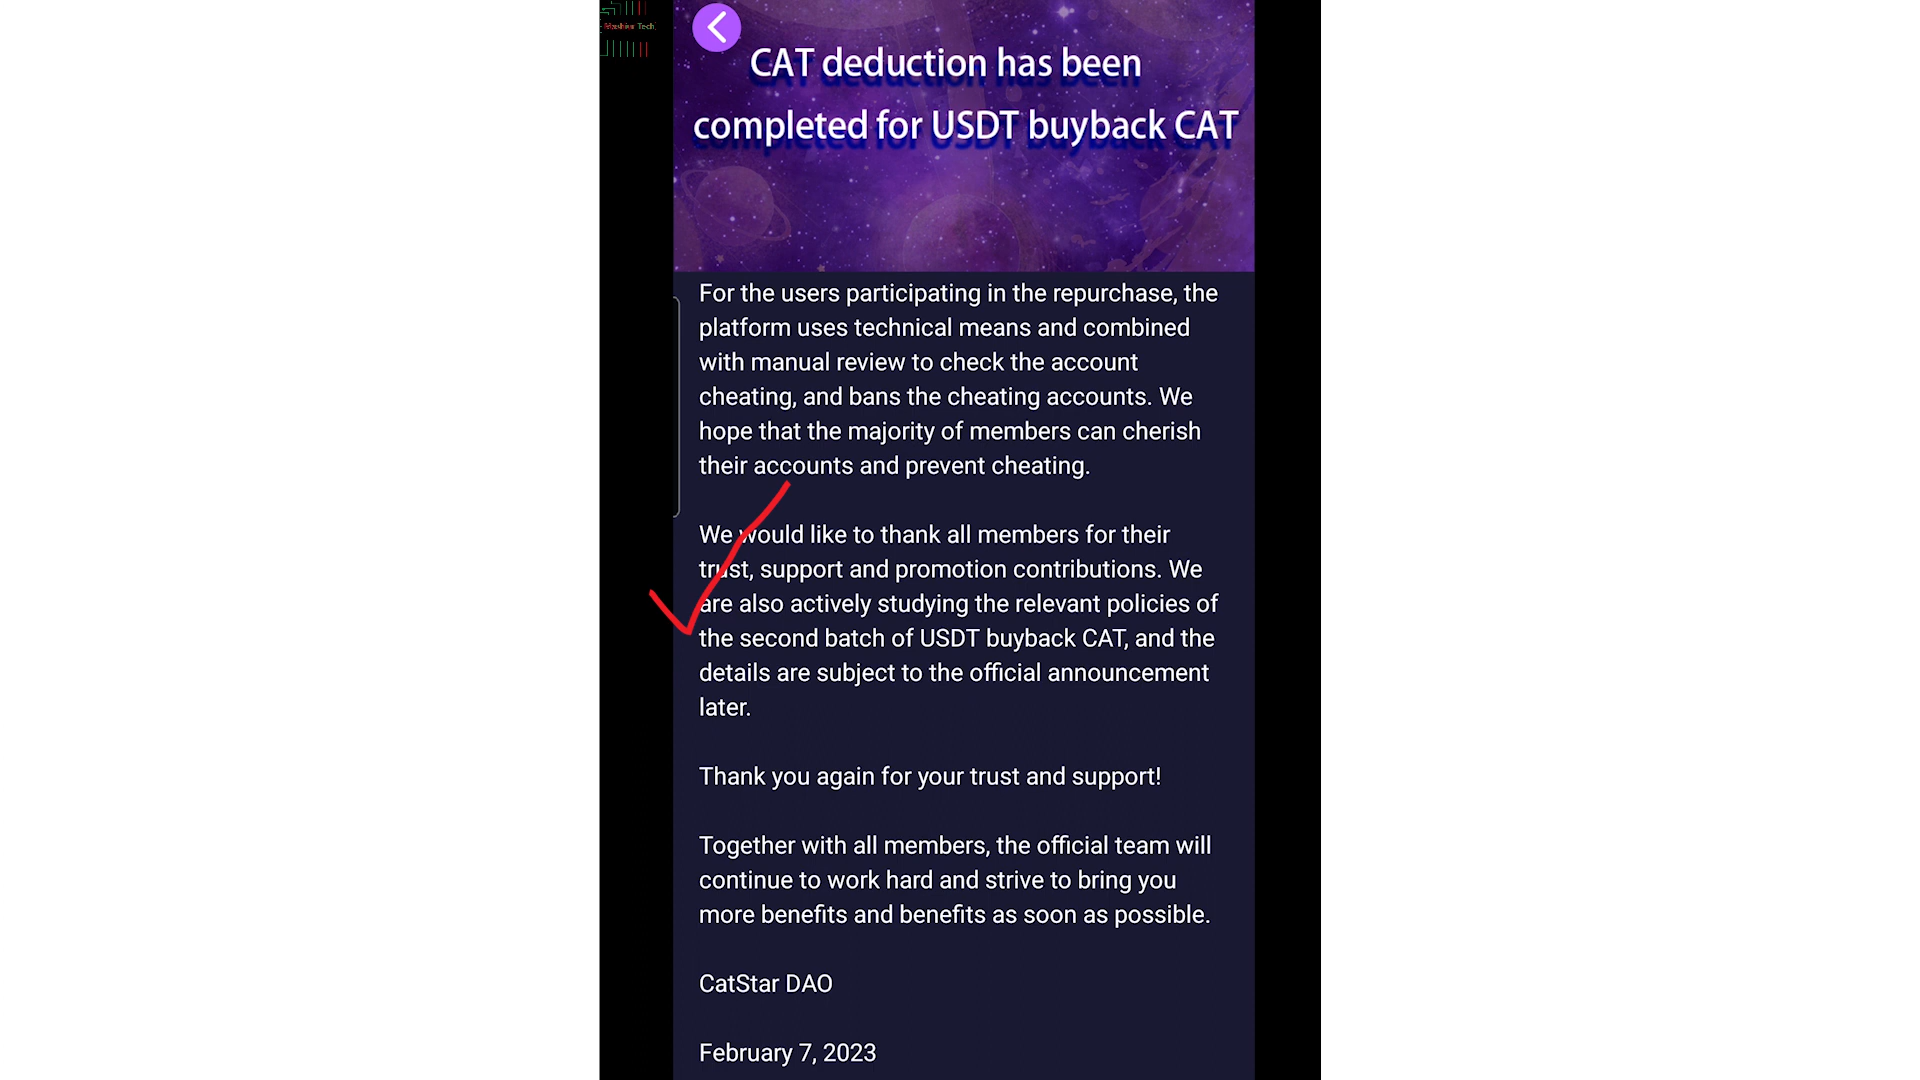 Mashian Tech
CAT deduction has been
completed for USDT buyback CAT
For the users participating in the repurchase, the
platform uses technical means and combined
with manual review to check the account
cheating, and bans the cheating accounts. We
hope that the majority of members can cherish
their accounts and prevent cheating.
We would like to thank all members for their
trust, support and promotion contributions. We
are also actively studying the relevant policies of
the second batch of USDT buyback CAT, and the
details are subject to the official announcement
later.
Thank you again for your trust and support!
Together with all members, the official team will
continue to work hard and strive to bring you
more benefits and benefits as soon as possible.
CatStar DAO
February 7, 2023